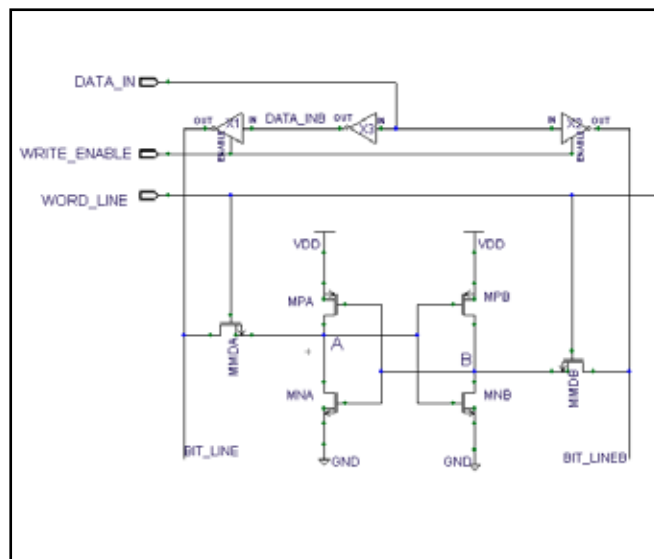 DATA_IN
OUT X1 IN DATA_INB OUT X3 IN IN X2 OUT
ENABLE ENABLE
WRITE_ENABLE
WORD_LINE
VDD VDD
MPA MPB
A B
MMDA MMDB
MNA MNB
BIT_LINE GND GND BIT_LINEB